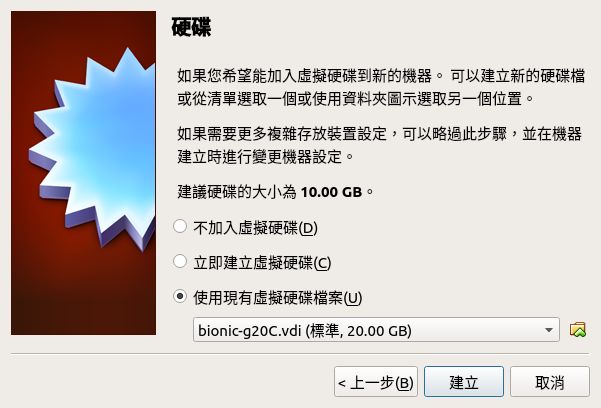 硬碟
如果您希望能加入虛擬硬碟到新的機器。 可以建立新的硬碟檔
或從清單選取一個或使用資料夾圖示選取另一個位置。
如果需要更多複雜存放裝置設定，可以略過此步驟，並在機器
建立時進行變更機器設定。
建議硬碟的大小為 10.00 GB。
不加入虛擬硬碟(D)
立即建立虛擬硬碟(C)
使用現有虛擬硬碟檔案(U)
bionic-g20C.vdi (標準, 20.00 GB)
< 上一步(B)
建立
取消